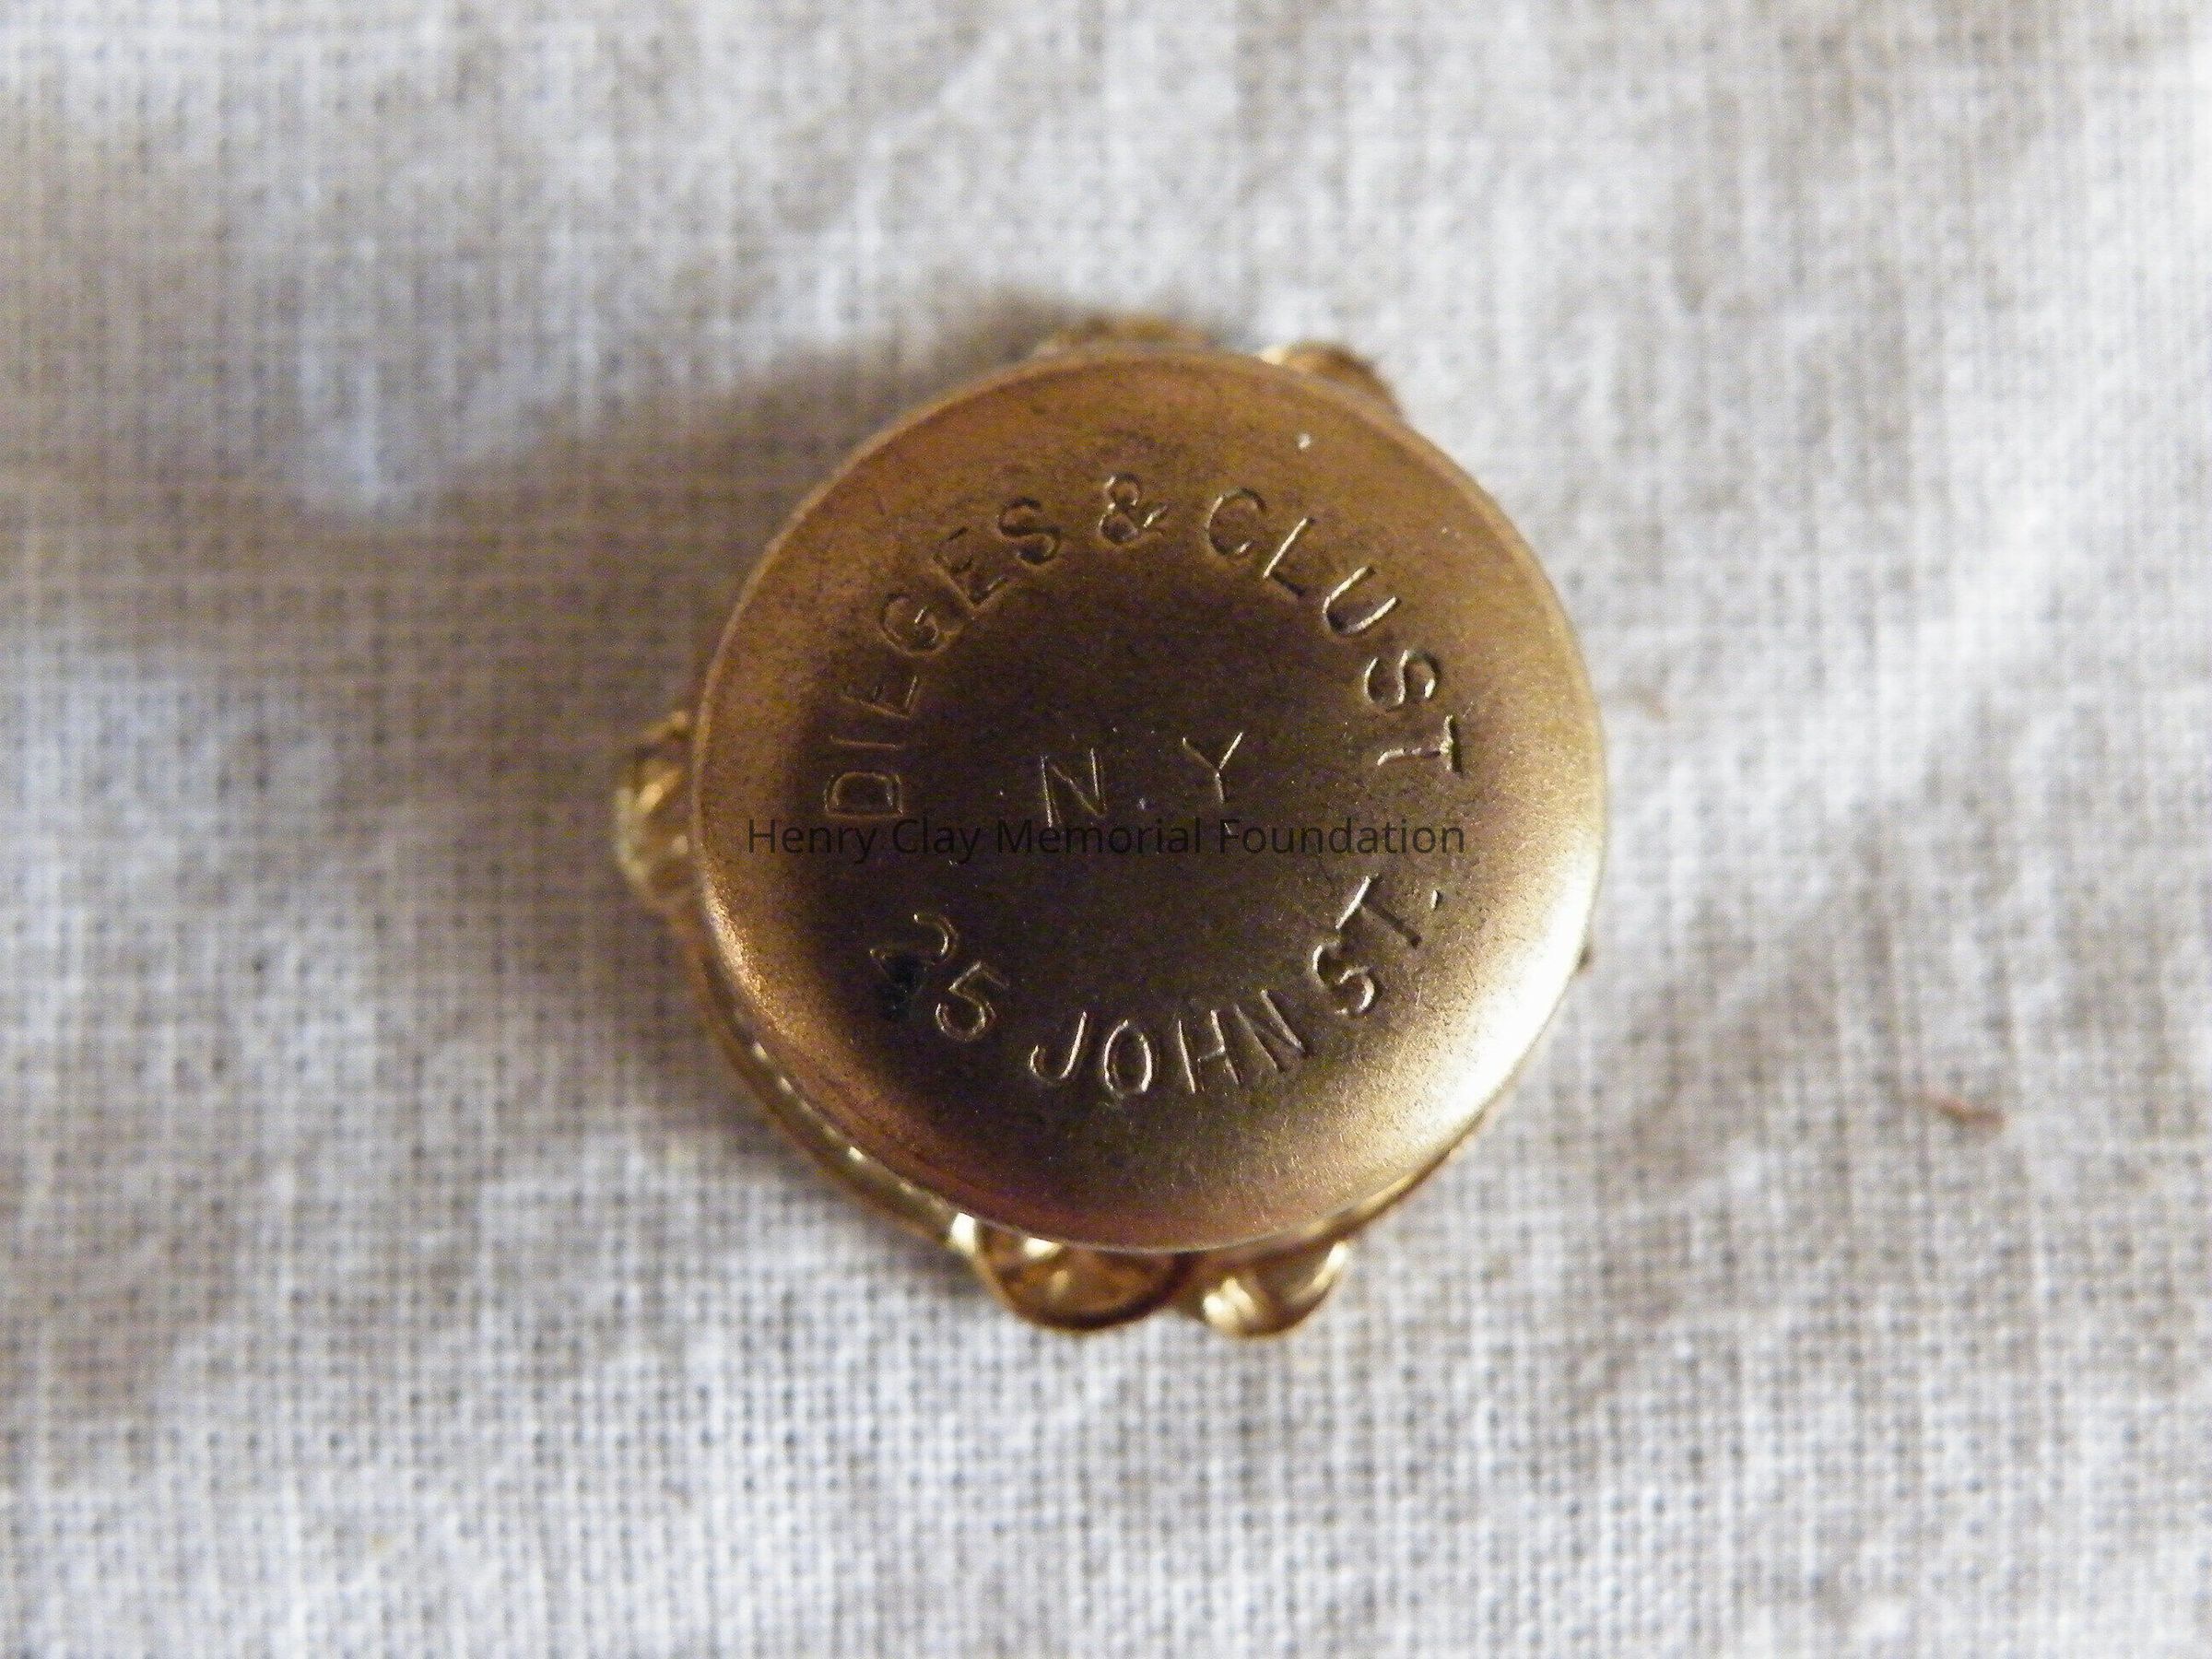 DIEGES & CLUST
N.Y.
Henry Clay Memorial Foundation
25 JOHN ST.